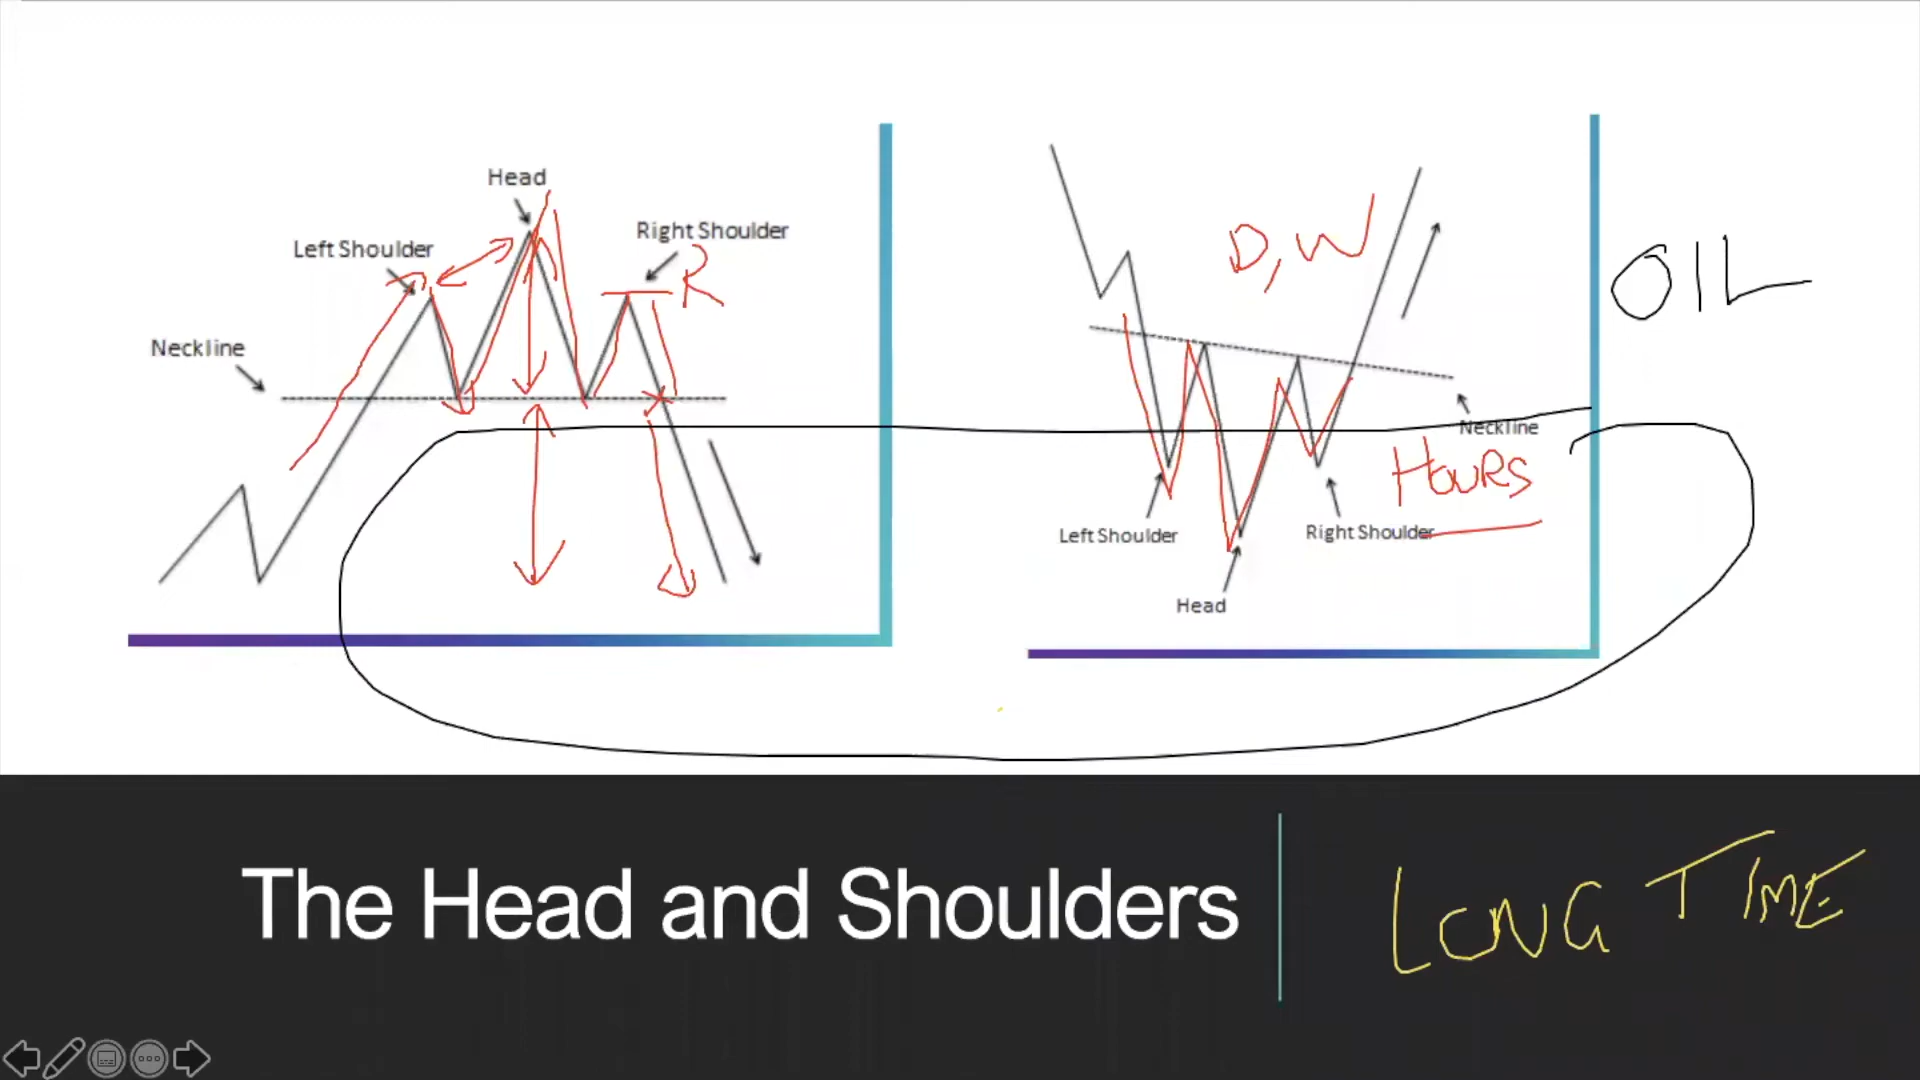 Head
Left Shoulder
Right Shoulder
R
Neckline
D, W
OIL
Neckline
HOURS
Left Shoulder
Right Shoulder
Head
The Head and Shoulders
LONG TIME